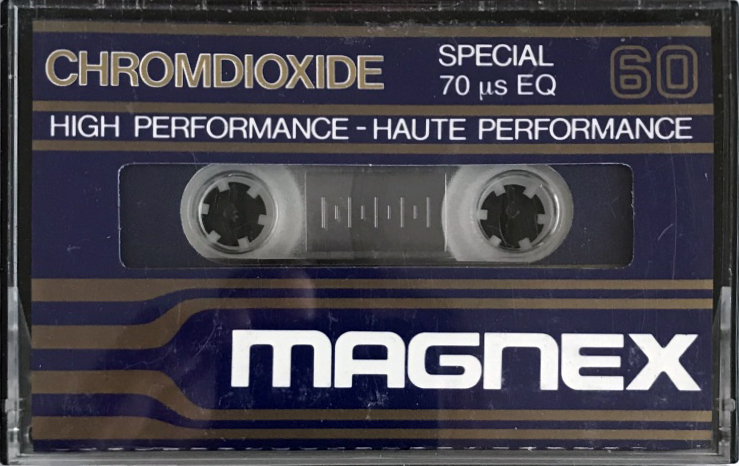 CHROMDIOXIDE
SPECIAL
70 µs EQ
60
HIGH PERFORMANCE - HAUTE PERFORMANCE
MAGNEX